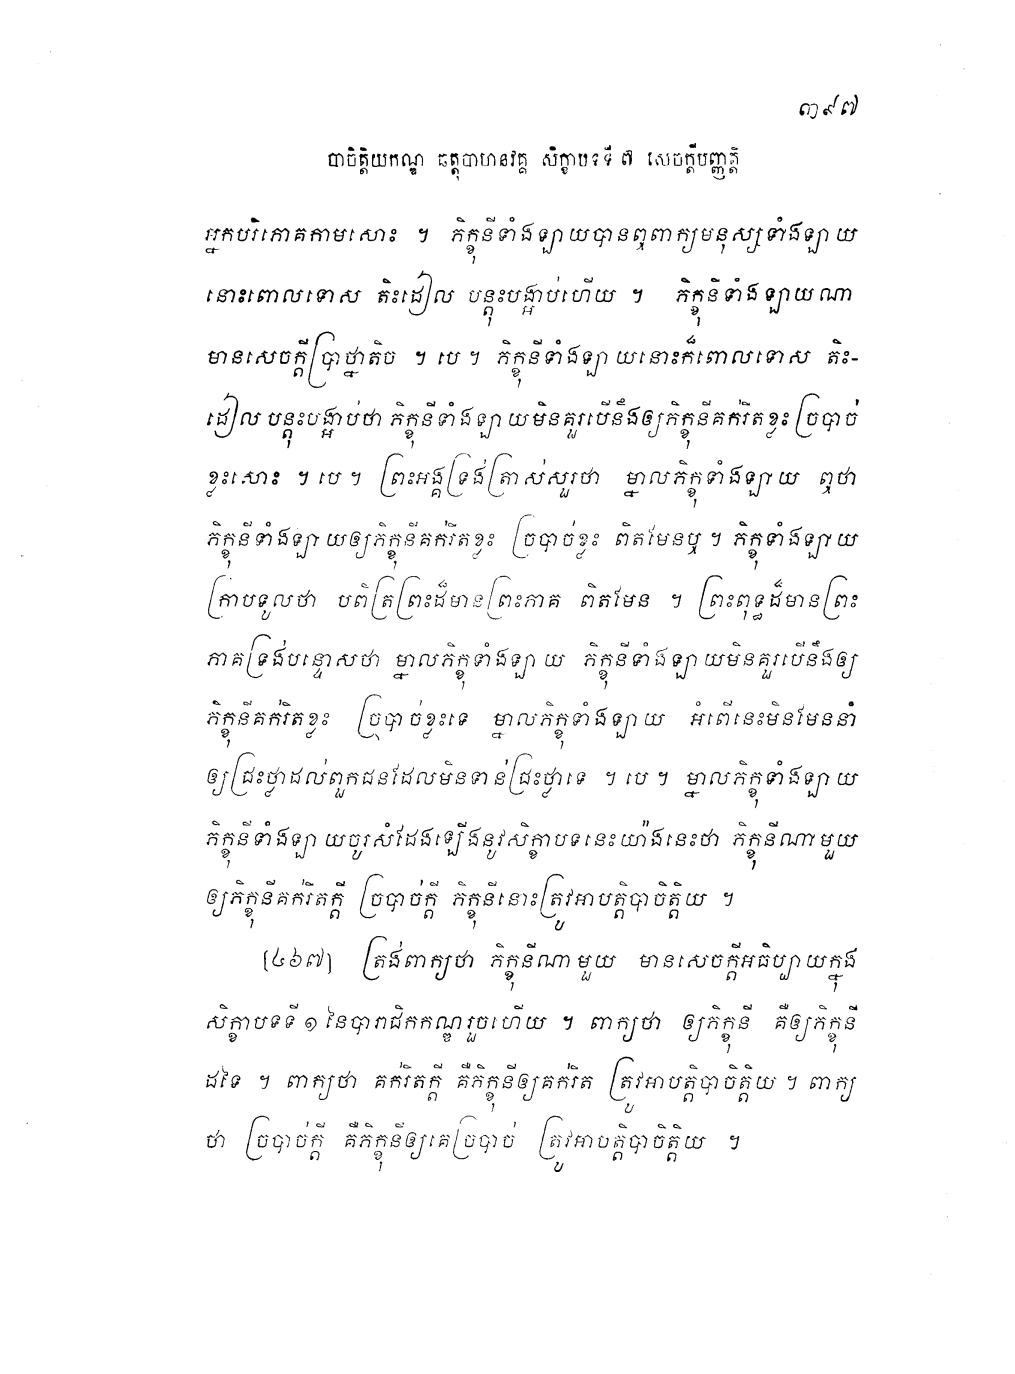 ៣៩៧
បាចិត្តិយកណ្ឌ ឆត្តុបាហនវគ្គ សិក្ខាបទទី ៧ សេចក្តីបញ្ញត្តិ
អ្នកបរិភោគកាមសោះ ។ ភិក្ខុនីទាំងឡាយបានឮពាក្យមនុស្សទាំងឡាយ
នោះពោលទោស តិះដៀល បន្តុះបង្អាប់ហើយ ។ ភិក្ខុនីទាំងឡាយណា
មានសេចក្តីប្រាថ្នាតិច ។ បេ ។ ភិក្ខុនីទាំងឡាយនោះក៏ពោលទោស តិះ-
ដៀល បន្តុះបង្អាប់ថា ភិក្ខុនីទាំងឡាយមិនគួរបើនឹងឲ្យភិក្ខុនីគក់រឹតខ្លះ ច្របាច់
ខ្លះសោះ ។ បេ ។ ព្រះអង្គទ្រង់ត្រាស់សួរថា ម្នាលភិក្ខុទាំងឡាយ ឮថា
ភិក្ខុនីទាំងឡាយឲ្យភិក្ខុនីគក់រឹតខ្លះ ច្របាច់ខ្លះ ពិតមែនឬ ។ ភិក្ខុទាំងឡាយ
ក្រាបទូលថា បពិត្រព្រះដ៏មានព្រះភាគ ពិតមែន ។ ព្រះពុទ្ធដ៏មានព្រះ
ភាគទ្រង់បន្ទោសថា ម្នាលភិក្ខុទាំងឡាយ ភិក្ខុនីទាំងឡាយមិនគួរបើនឹងឲ្យ
ភិក្ខុនីគក់រឹតខ្លះ ច្របាច់ខ្លះទេ ម្នាលភិក្ខុទាំងឡាយ អំពើនេះមិនមែននាំ
ឲ្យជ្រះថ្លាដល់ពួកជនដែលមិនទាន់ជ្រះថ្លាទេ ។ បេ ។ ម្នាលភិក្ខុទាំងឡាយ
ភិក្ខុនីទាំងឡាយចូរសំដែងឡើងនូវសិក្ខាបទនេះយ៉ាងនេះថា ភិក្ខុនីណាមួយ
ឲ្យភិក្ខុនីគក់រឹតក្តី ច្របាច់ក្តី ភិក្ខុនីនោះត្រូវអាបត្តិបាចិត្តិយ ។
[៤៦៧] ត្រង់ពាក្យថា ភិក្ខុនីណាមួយ មានសេចក្តីអធិប្បាយក្នុង
សិក្ខាបទទី ១ នៃបារាជិកកណ្ឌរួចហើយ ។ ពាក្យថា ឲ្យភិក្ខុនី គឺឲ្យភិក្ខុនី
ដទៃ ។ ពាក្យថា គក់រឹតក្តី គឺភិក្ខុនីឲ្យគក់រឹត ត្រូវអាបត្តិបាចិត្តិយ ។ ពាក្យ
ថា ច្របាច់ក្តី គឺភិក្ខុនីឲ្យគេច្របាច់ ត្រូវអាបត្តិបាចិត្តិយ ។